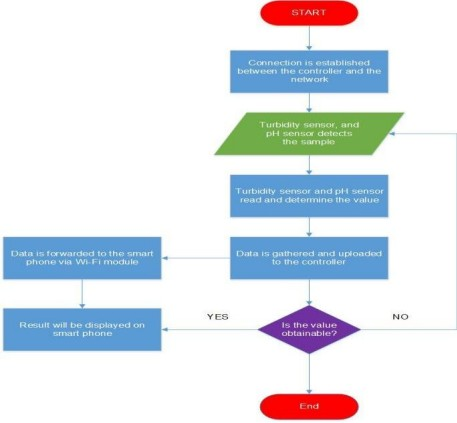 START
Connection is established
between the controller and the
network
Turbidity sensor, and
pH sensor detects
the sample
Turbidity sensor and pH sensor
read and determine the value
Data is forwarded to the smart
phone via Wi-Fi module
Data is gathered and uploaded
to the controller
Result will be displayed on
smart phone
YES
Is the value
obtainable?
NO
End